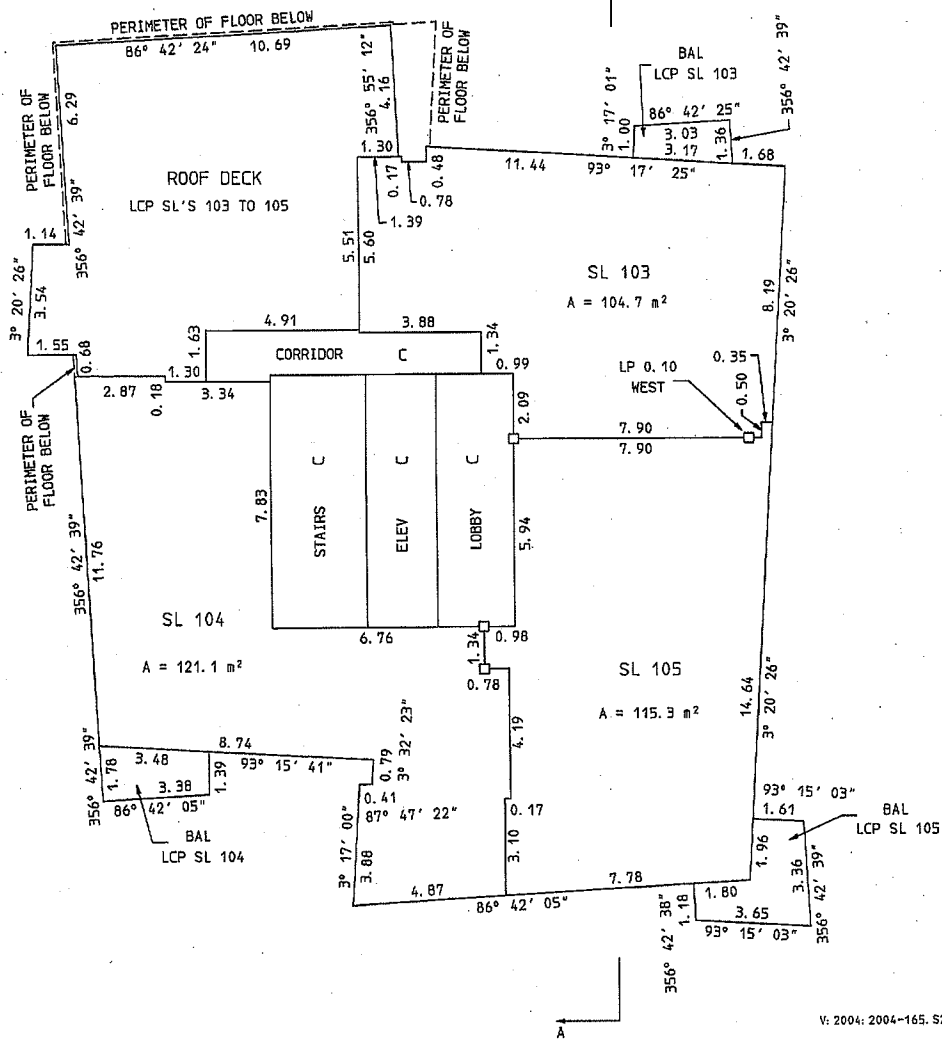 PERIMETER OF FLOOR BELOW
86° 42' 24" 10.69
356° 55' 12"
4.16
PERIMETER OF
FLOOR BELOW
PERIMETER OF
FLOOR BELOW
6.29
356° 42' 39"
ROOF DECK
LCP SL'S 103 TO 105
1.30
0.17
0.48
0.78
1.39
5.51
5.60
BAL
LCP SL 103
3° 17' 01"
1.00
86° 42' 25"
3.03
3.17
1.36
356° 42' 39"
1.68
11.44 93° 17' 25"
1.14
3° 20' 26"
3.54
1.55
0.68
PERIMETER OF
FLOOR BELOW
2.87
0.18
1.30
1.63
4.91
3.88
1.34
CORRIDOR C
0.99
3.34
SL 103
A = 104.7 m²
8.19
3° 20' 26"
LP 0.10
WEST
0.35
0.50
2.09
7.90
7.90
7.83
STAIRS C
ELEV C
LOBBY C
5.94
6.76
0.98
1.34
0.78
356° 42' 39"
11.76
SL 104
A = 121.1 m²
SL 105
A = 115.3 m²
14.64
3° 20' 26"
4.19
0.17
3.10
8.74
93° 15' 41"
0.79
3° 32' 23"
0.41
87° 47' 22"
3° 17' 00"
3.88
356° 42' 39"
1.78
3.48
3.38
1.39
86° 42' 05"
BAL
LCP SL 104
4.87
86° 42' 05"
7.78
93° 15' 03"
1.61
BAL
LCP SL 105
1.96
3.36
356° 42' 39"
1.80
1.18
356° 42' 38"
3.65
93° 15' 03"
A
V: 2004: 2004-165.